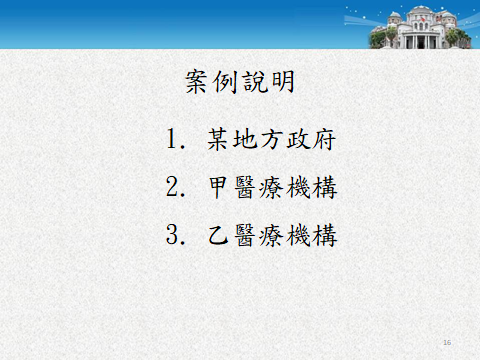 案例說明
1. 某地方政府
2. 甲醫療機構
3. 乙醫療機構
16